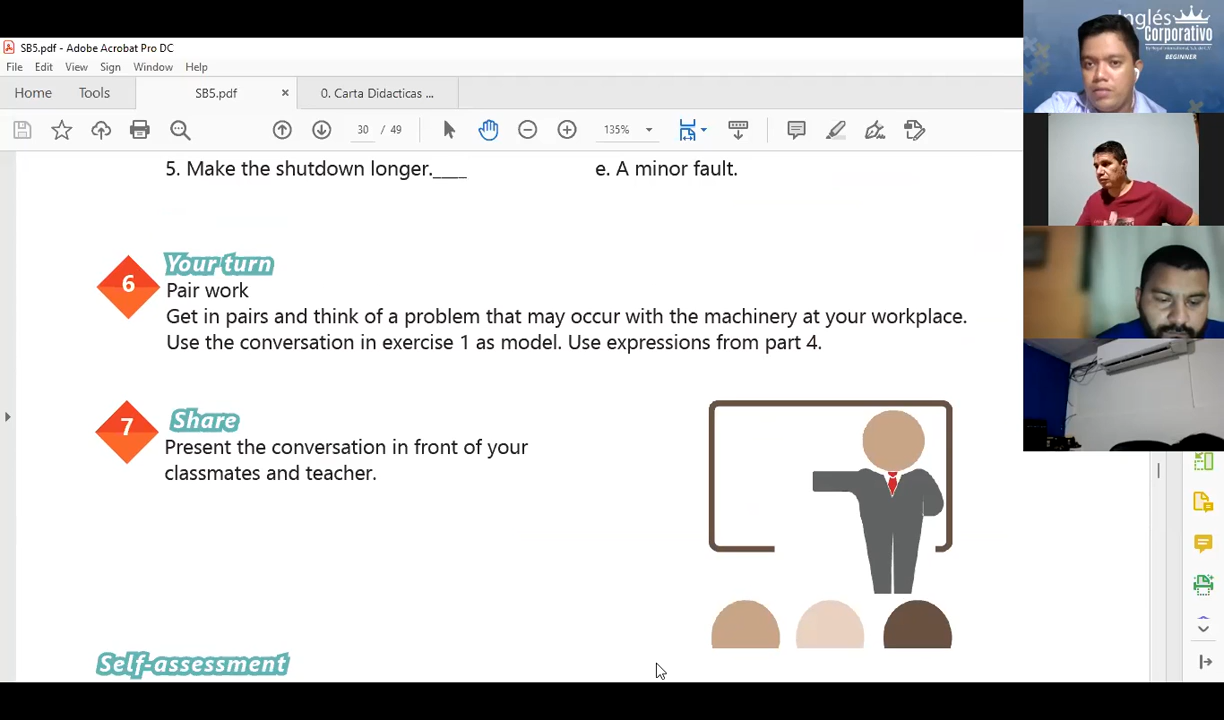 SB5.pdf - Adobe Acrobat Pro DC
File Edit View Sign Window Help
Home Tools SB5.pdf × 0. Carta Didacticas ...
30 / 49 135%
5. Make the shutdown longer.____ e. A minor fault.
6 Your turn
Pair work
Get in pairs and think of a problem that may occur with the machinery at your workplace.
Use the conversation in exercise 1 as model. Use expressions from part 4.
7 Share
Present the conversation in front of your
classmates and teacher.
Self-assessment
Inglés
Corporativo
BEGINNER